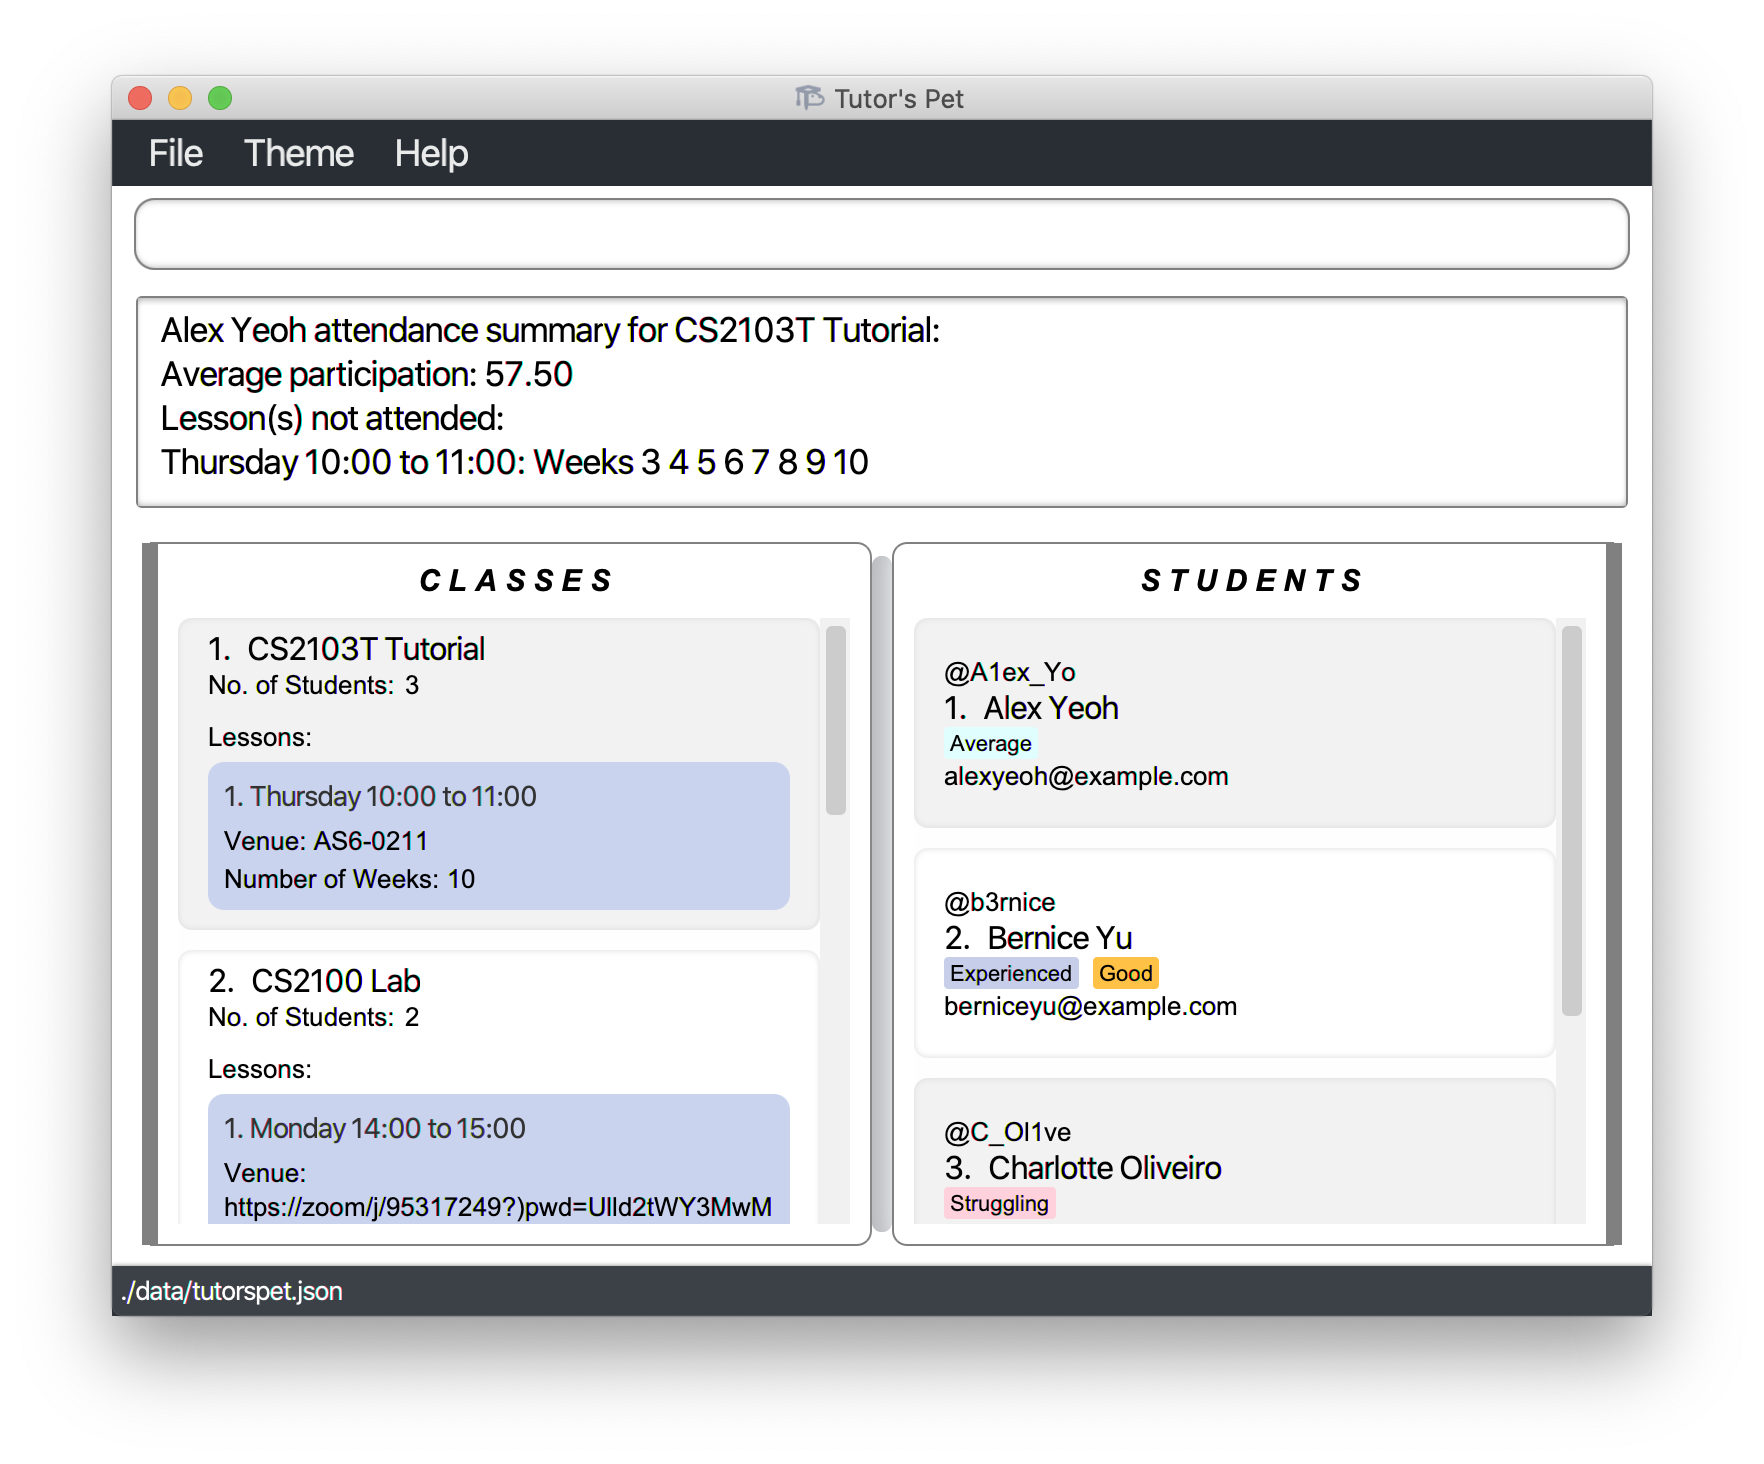 Tutor's Pet
File Theme Help
Alex Yeoh attendance summary for CS2103T Tutorial:
Average participation: 57.50
Lesson(s) not attended:
Thursday 10:00 to 11:00: Weeks 3 4 5 6 7 8 9 10
CLASSES
1. CS2103T Tutorial
No. of Students: 3
Lessons:
1. Thursday 10:00 to 11:00
Venue: AS6-0211
Number of Weeks: 10
2. CS2100 Lab
No. of Students: 2
Lessons:
1. Monday 14:00 to 15:00
Venue:
https://zoom/j/95317249?)pwd=Ulld2tWY3MwM
STUDENTS
@A1ex_Yo
1. Alex Yeoh
Average
alexyeoh@example.com
@b3rnice
2. Bernice Yu
Experienced Good
berniceyu@example.com
@C_Ol1ve
3. Charlotte Oliveiro
Struggling
./data/tutorspet.json